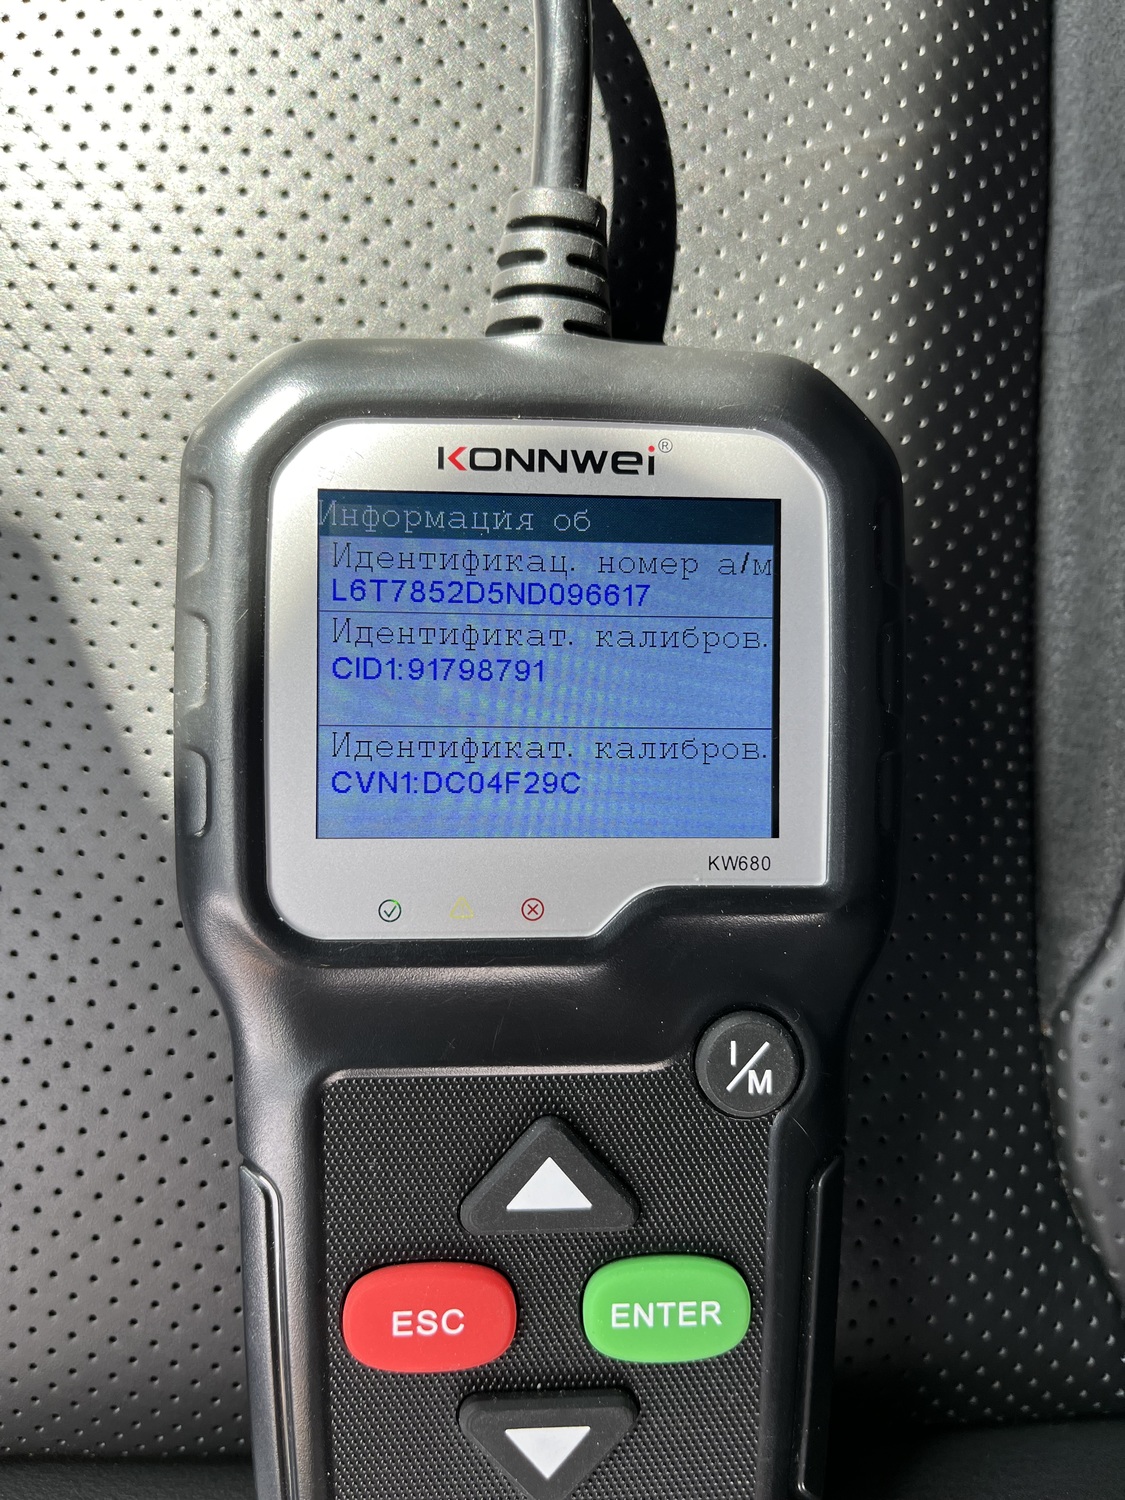 KONNWEI®
Информация об
Идентификац. номер а/м
L6T7852D5ND096617
Идентификат. калибров.
CID1:91798791
Идентификат. калибров.
CVN1:DC04F29C
KW680
I/M
ESC
ENTER